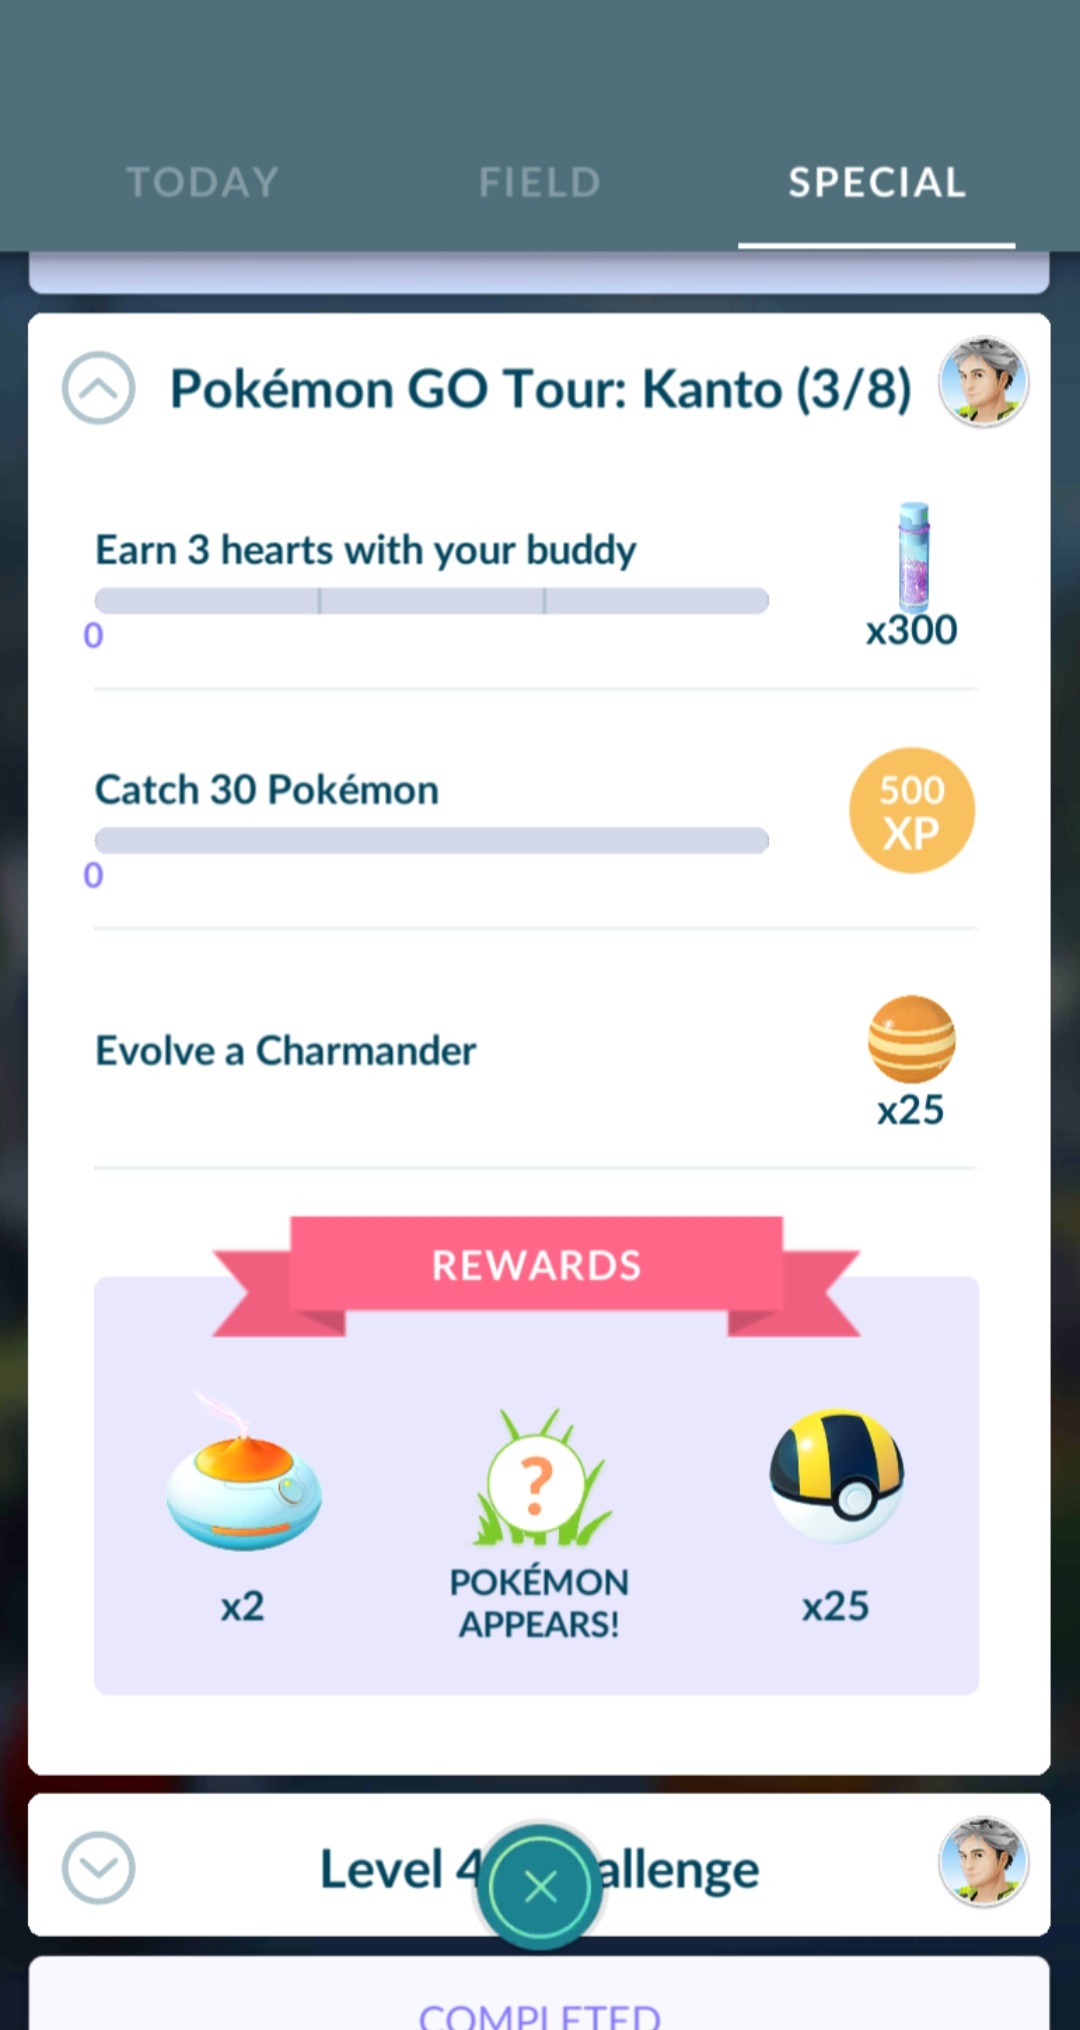 TODAY
FIELD
SPECIAL
Pokémon GO Tour: Kanto (3/8)
Earn 3 hearts with your buddy
0
x300
Catch 30 Pokémon
0
500
XP
Evolve a Charmander
x25
REWARDS
?
x2
POKÉMON
APPEARS!
x25
Level 4
allenge
COMPLETED